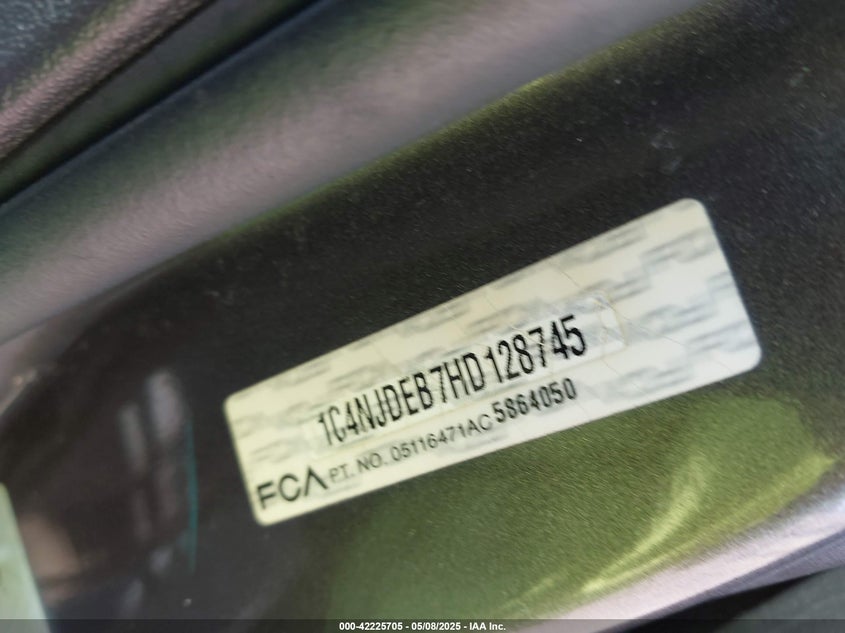 1C4NJDEB7HD128745
FCA PT. NO. 05116471AC 5864050
000-42225705 - 05/08/2025 - IAA Inc.